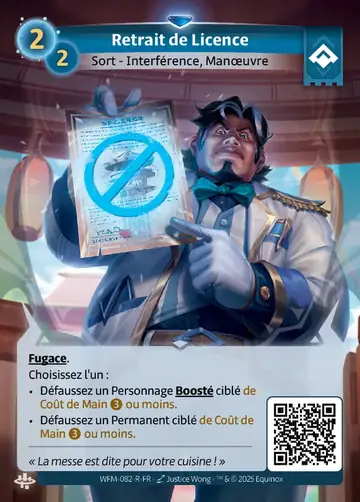 2
2
Retrait de Licence
Sort - Interférence, Manœuvre
Fugace.
Choisissez l'un :
• Défaussez un Personnage Boosté ciblé de
Coût de Main 3 ou moins.
• Défaussez un Permanent ciblé de Coût de
Main 3 ou moins.
« La messe est dite pour votre cuisine ! »
WFM-082-R-FR - Justice Wong - ™ & © 2025 Equinox